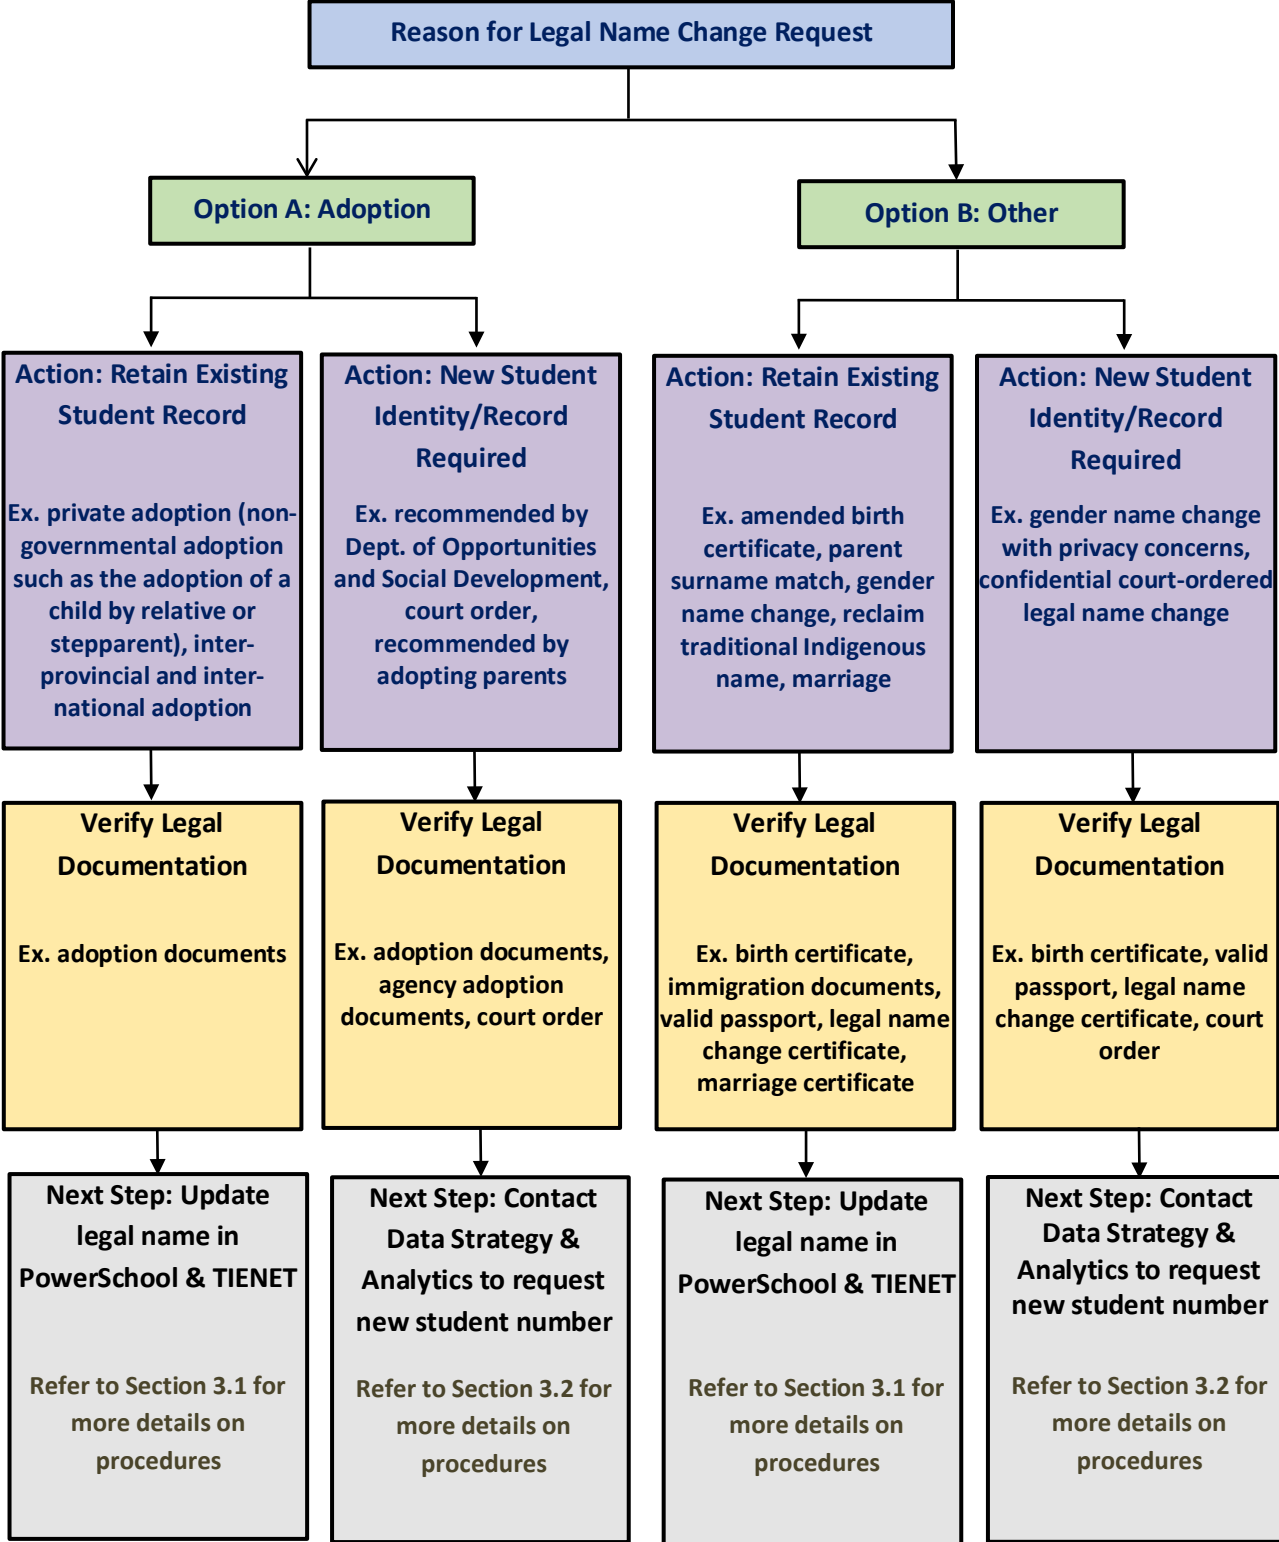 Reason for Legal Name Change Request
Option A: Adoption
Option B: Other
Action: Retain Existing
Student Record
Ex. private adoption (non-
governmental adoption
such as the adoption of a
child by relative or
stepparent), inter-
provincial and inter-
national adoption
Action: New Student
Identity/Record
Required
Ex. recommended by
Dept. of Opportunities
and Social Development,
court order,
recommended by
adopting parents
Action: Retain Existing
Student Record
Ex. amended birth
certificate, parent
surname match, gender
name change, reclaim
traditional Indigenous
name, marriage
Action: New Student
Identity/Record
Required
Ex. gender name change
with privacy concerns,
confidential court-ordered
legal name change
Verify Legal
Documentation
Ex. adoption documents
Verify Legal
Documentation
Ex. adoption documents,
agency adoption
documents, court order
Verify Legal
Documentation
Ex. birth certificate,
immigration documents,
valid passport, legal name
change certificate,
marriage certificate
Verify Legal
Documentation
Ex. birth certificate, valid
passport, legal name
change certificate, court
order
Next Step: Update
legal name in
PowerSchool & TIENET
Refer to Section 3.1 for
more details on
procedures
Next Step: Contact
Data Strategy &
Analytics to request
new student number
Refer to Section 3.2 for
more details on
procedures
Next Step: Update
legal name in
PowerSchool & TIENET
Refer to Section 3.1 for
more details on
procedures
Next Step: Contact
Data Strategy &
Analytics to request
new student number
Refer to Section 3.2 for
more details on
procedures